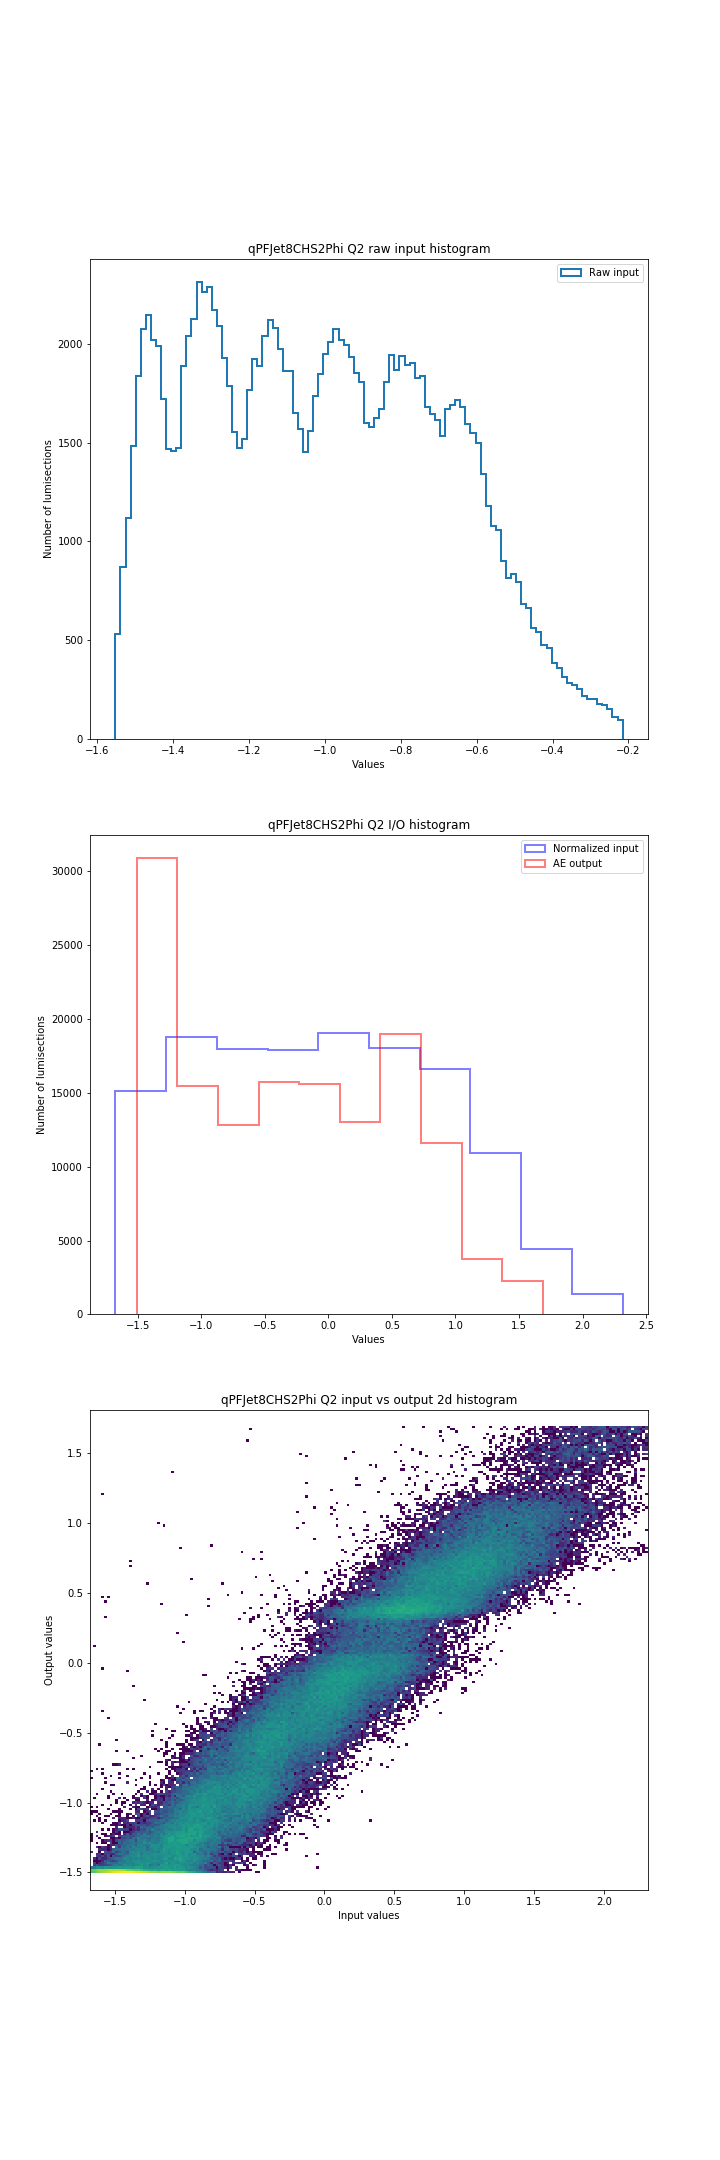 qPFJet8CHS2Phi Q2 raw input histogram
Raw input
Number of lumisections
2000
1500
1000
500
0
−1.6 −1.4 −1.2 −1.0 −0.8 −0.6 −0.4 −0.2
Values
qPFJet8CHS2Phi Q2 I/O histogram
Normalized input
AE output
Number of lumisections
30000
25000
20000
15000
10000
5000
0
−1.5 −1.0 −0.5 0.0 0.5 1.0 1.5 2.0 2.5
Values
qPFJet8CHS2Phi Q2 input vs output 2d histogram
Output values
1.5
1.0
0.5
0.0
−0.5
−1.0
−1.5
−1.5 −1.0 −0.5 0.0 0.5 1.0 1.5 2.0
Input values